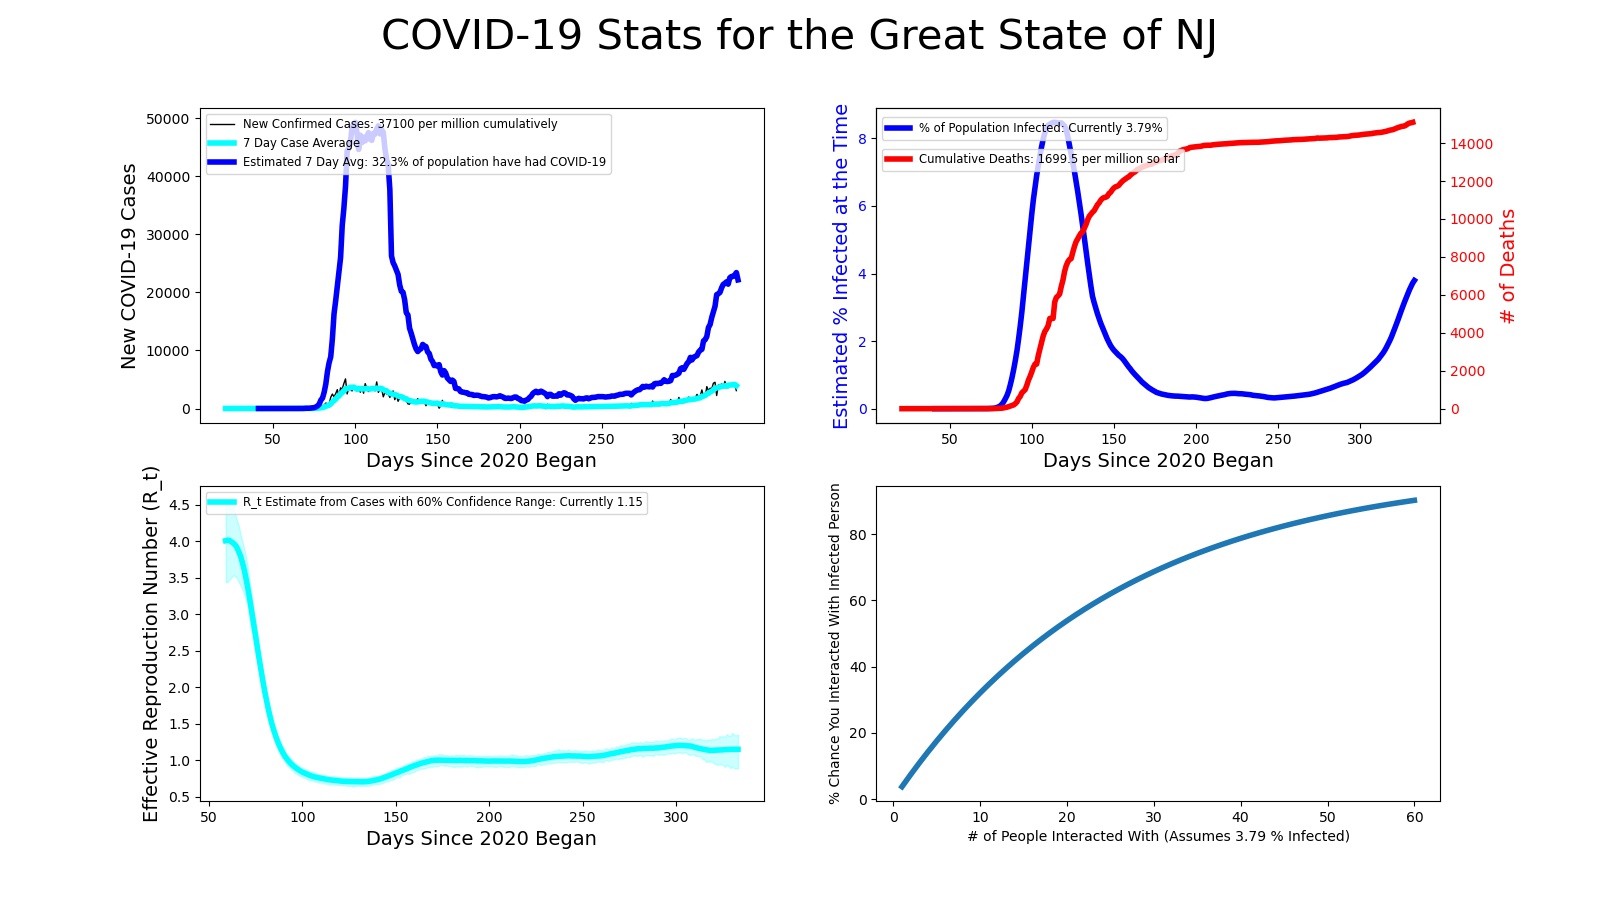 COVID-19 Stats for the Great State of NJ
New COVID-19 Cases
50000
40000
30000
20000
10000
0
New Confirmed Cases: 37100 per million cumulatively
7 Day Case Average
Estimated 7 Day Avg: 32.3% of population have had COVID-19
50 100 150 200 250 300
Days Since 2020 Began
Estimated % Infected at the Time
8
6
4
2
0
% of Population Infected: Currently 3.79%
Cumulative Deaths: 1699.5 per million so far
14000
12000
10000
8000
6000
4000
2000
0
# of Deaths
50 100 150 200 250 300
Days Since 2020 Began
Effective Reproduction Number (R_t)
4.5
4.0
3.5
3.0
2.5
2.0
1.5
1.0
0.5
R_t Estimate from Cases with 60% Confidence Range: Currently 1.15
50 100 150 200 250 300
Days Since 2020 Began
% Chance You Interacted With Infected Person
80
60
40
20
0
0 10 20 30 40 50 60
# of People Interacted With (Assumes 3.79 % Infected)